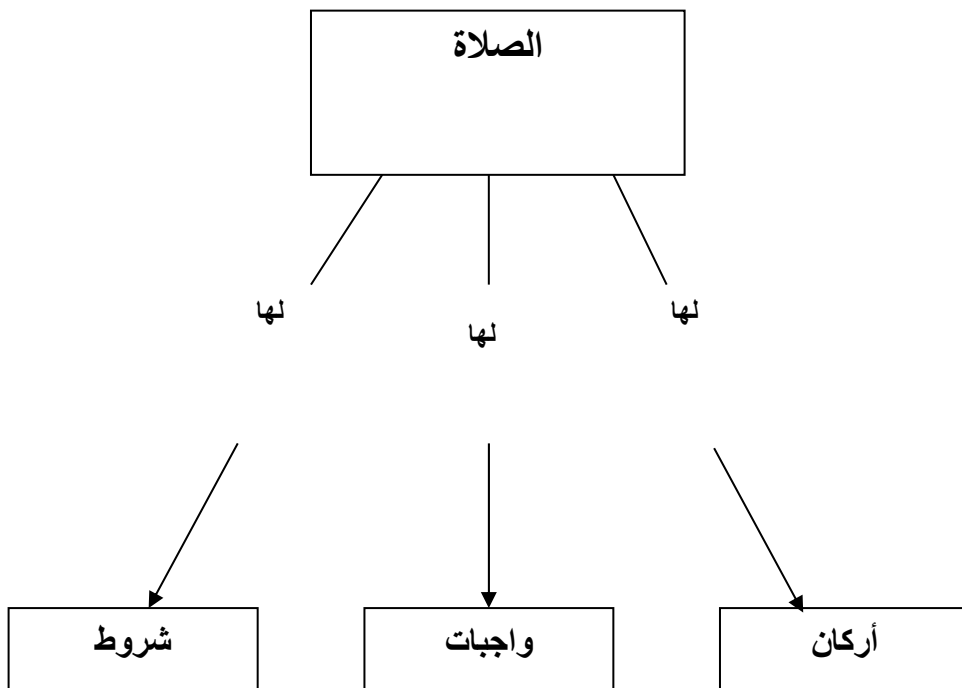 الصلاة
لها
لها
لها
أركان
واجبات
شروط